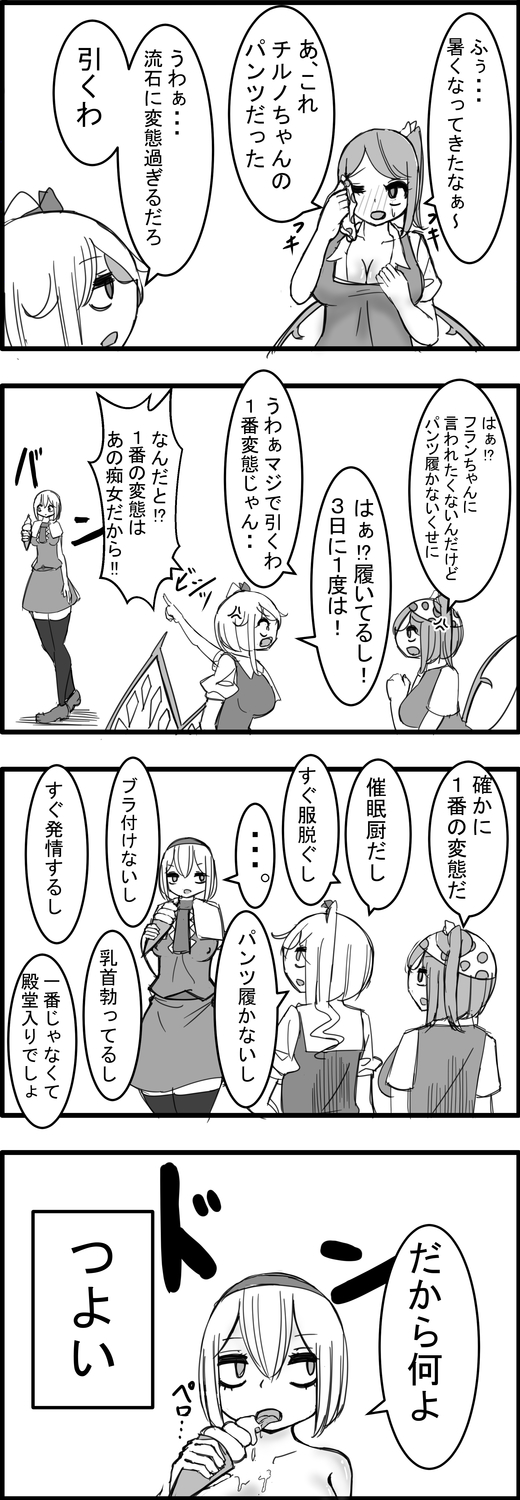 ふぅ・・・
暑くなってきたなぁ～
あ、これ
チルノちゃんの
パンツだった
フキ
フキ
うわぁ・・・
流石に変態過ぎるだろ
引くわ
はぁ!?
フランちゃんに
言われたくないんだけど
パンツ履かないくせに
はぁ!?履いてるし！
３日に１度は！
うわぁマジで引くわ
１番変態じゃん・・
なんだと!?
１番の変態は
あの痴女だから!!
ビシッ
バ
ン
確かに
１番の変態だ
催眠厨だし
すぐ服脱ぐし
・・・。
パンツ履かないし
ブラ付けないし
乳首勃ってるし
すぐ発情するし
一番じゃなくて
殿堂入りでしょ
だから何よ
ドン
ペロ…
つよい